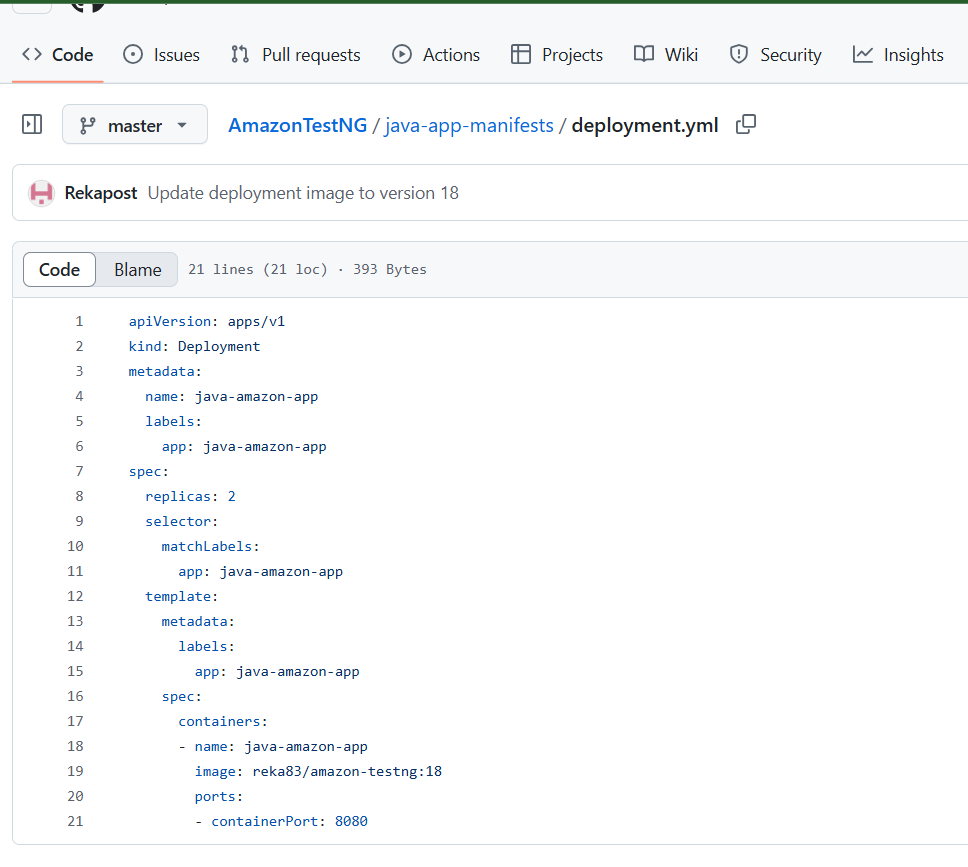 Code Issues Pull requests Actions Projects Wiki Security Insights
master AmazonTestNG / java-app-manifests / deployment.yml
Rekapost Update deployment image to version 18
Code Blame 21 lines (21 loc) · 393 Bytes
1 apiVersion: apps/v1
2 kind: Deployment
3 metadata:
4   name: java-amazon-app
5   labels:
6     app: java-amazon-app
7 spec:
8   replicas: 2
9   selector:
10     matchLabels:
11       app: java-amazon-app
12   template:
13     metadata:
14       labels:
15         app: java-amazon-app
16     spec:
17       containers:
18       - name: java-amazon-app
19         image: reka83/amazon-testng:18
20         ports:
21         - containerPort: 8080